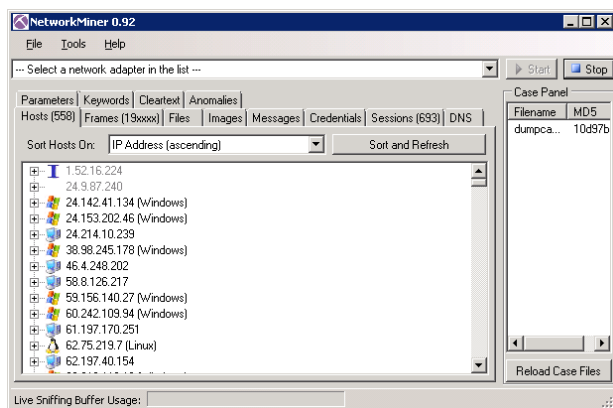 NetworkMiner 0.92
File Tools Help
--- Select a network adapter in the list ---
Start Stop
Parameters Keywords Cleartext Anomalies
Hosts (558) Frames (19xxxx) Files Images Messages Credentials Sessions (693) DNS
Sort Hosts On: IP Address (ascending) Sort and Refresh
1.52.16.224
24.9.87.240
24.142.41.134 (Windows)
24.153.202.46 (Windows)
24.214.10.239
38.98.245.178 (Windows)
46.4.248.202
58.8.126.217
59.156.140.27 (Windows)
60.242.109.94 (Windows)
61.197.170.251
62.75.219.7 (Linux)
62.197.40.154
Case Panel
Filename MD5
dumpca... 10d97b
Reload Case Files
Live Sniffing Buffer Usage: